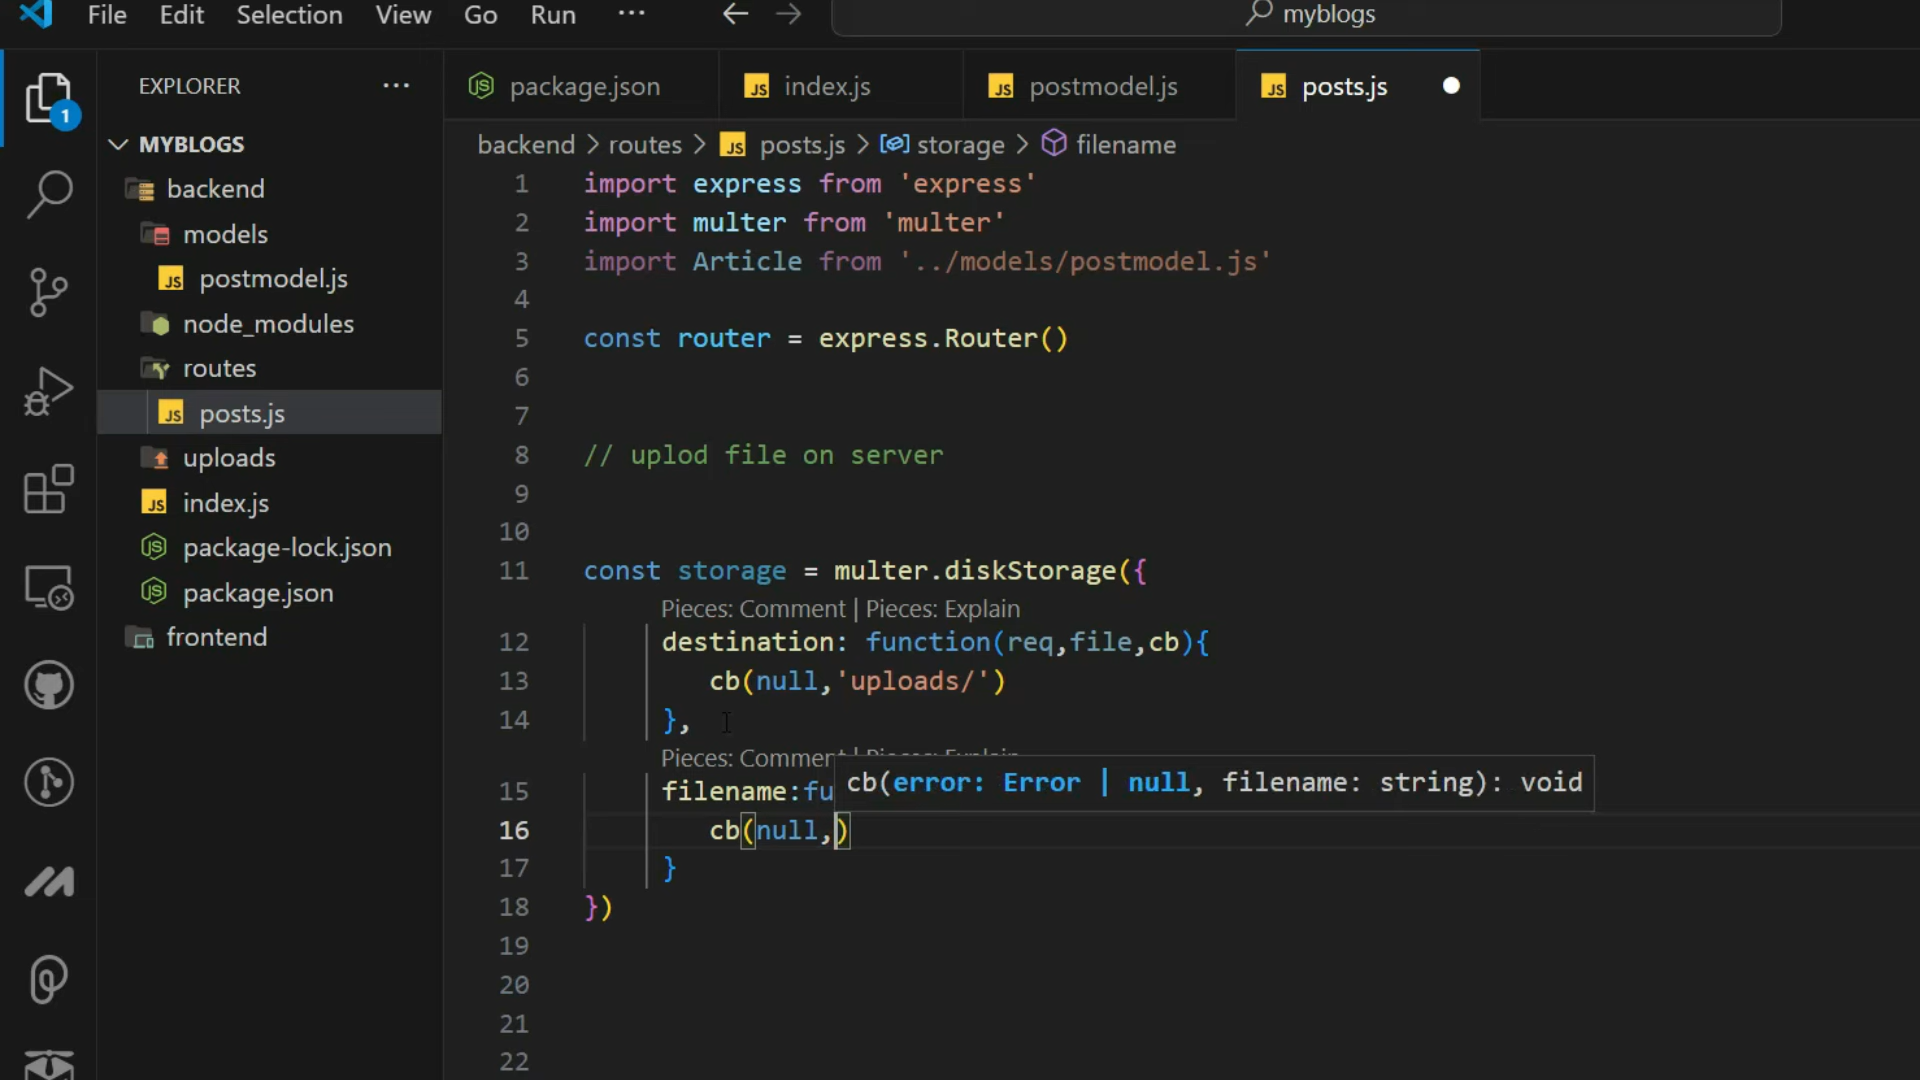 File Edit Selection View Go Run ··· myblogs
EXPLORER ···
package.json index.js postmodel.js posts.js
MYBLOGS
backend
models
postmodel.js
node_modules
routes
posts.js
uploads
index.js
package-lock.json
package.json
frontend
1
backend > routes > JS posts.js > storage > filename
1 import express from 'express'
2 import multer from 'multer'
3 import Article from '../models/postmodel.js'
4
5 const router = express.Router()
6
7
8 // uplod file on server
9
10
11 const storage = multer.diskStorage({
Pieces: Comment | Pieces: Explain
12 destination: function(req,file,cb){
13 cb(null,'uploads/')
14 },
Pieces: Comment | Pieces: Explain
cb(error: Error | null, filename: string): void
15 filename:fu
16 cb(null,)
17 }
18 })
19
20
21
22